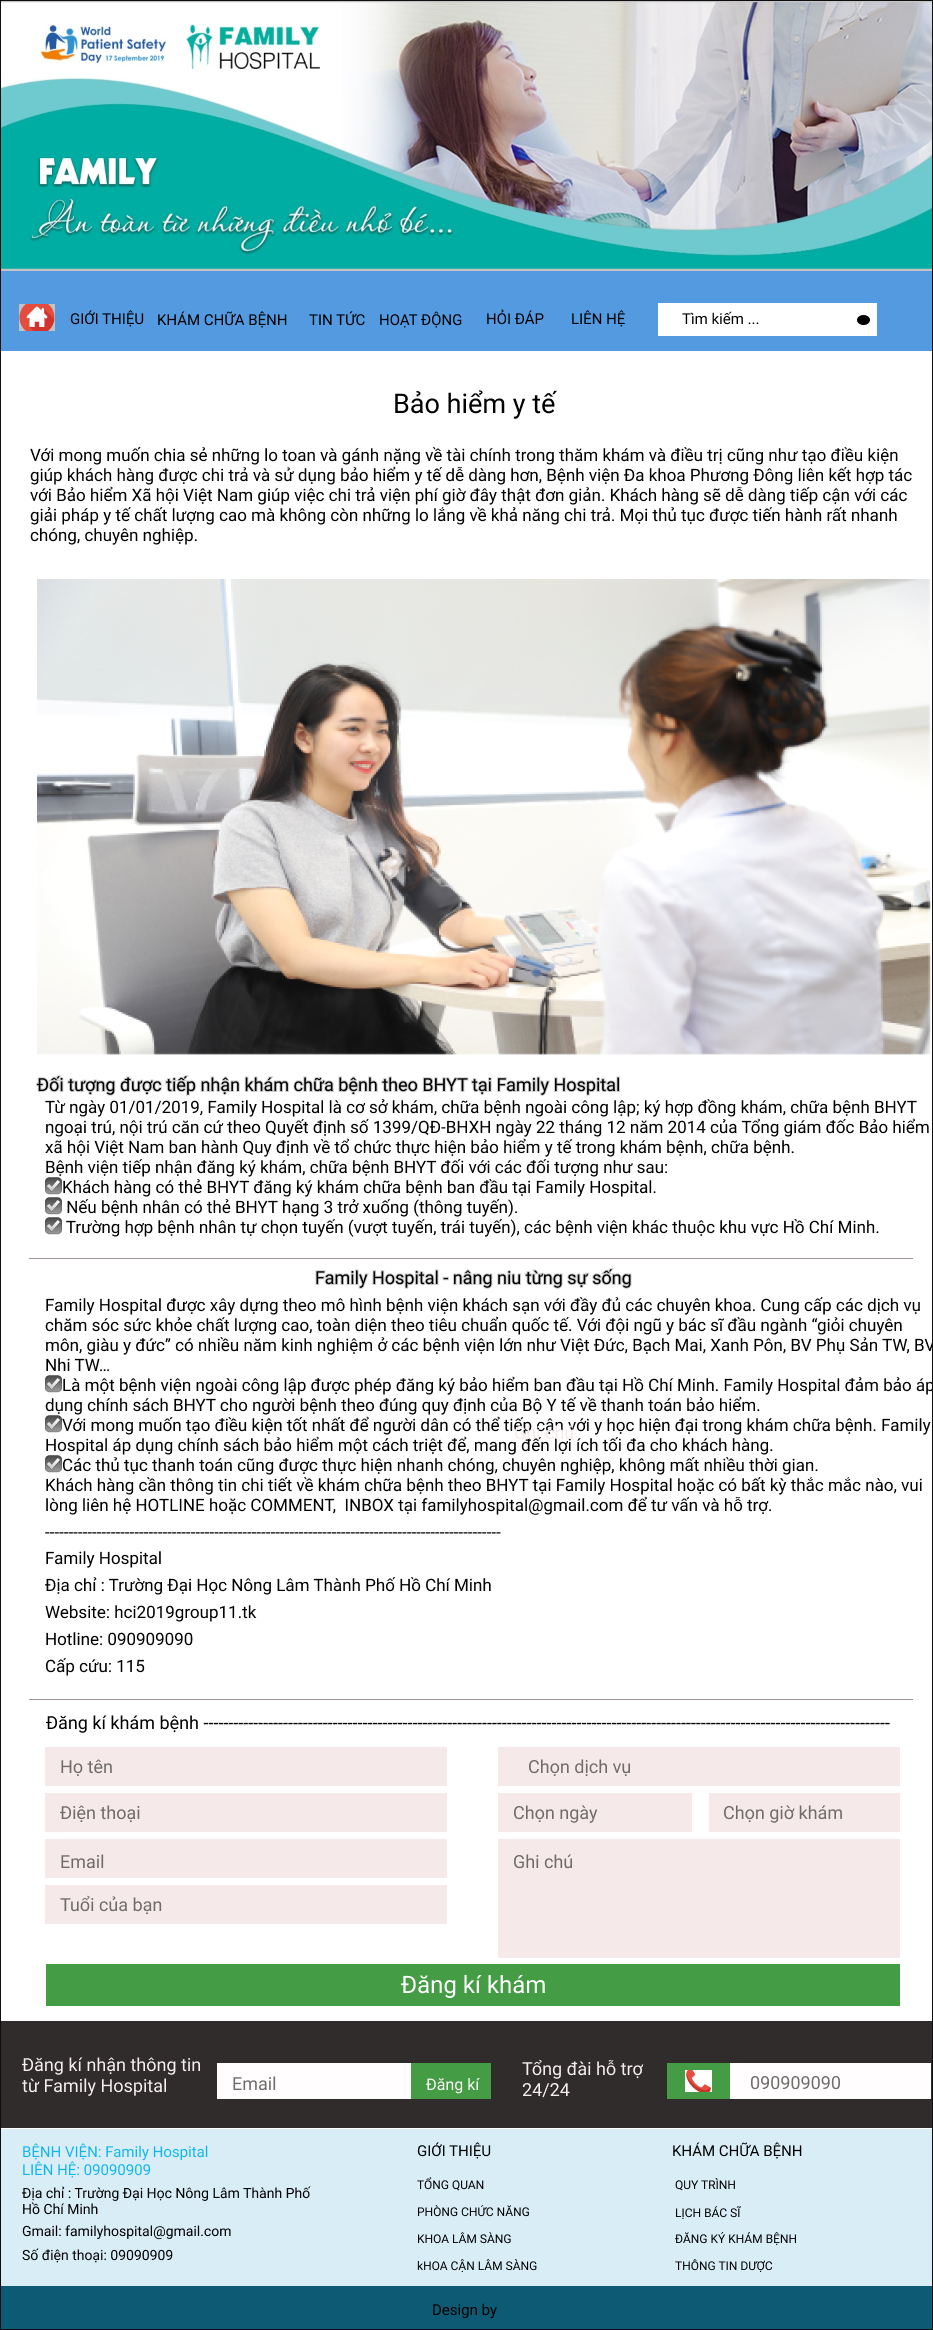 World
Patient Safety
Day 17 September 2019
FAMILY
HOSPITAL
FAMILY
An toàn từ những điều nhỏ bé...
GIỚI THIỆU KHÁM CHỮA BỆNH TIN TỨC HOẠT ĐỘNG HỎI ĐÁP LIÊN HỆ Tìm kiếm ...
Bảo hiểm y tế
Với mong muốn chia sẻ những lo toan và gánh nặng về tài chính trong thăm khám và điều trị cũng như tạo điều kiện
giúp khách hàng được chi trả và sử dụng bảo hiểm y tế dễ dàng hơn, Bệnh viện Đa khoa Phương Đông liên kết hợp tác
với Bảo hiểm Xã hội Việt Nam giúp việc chi trả viện phí giờ đây thật đơn giản. Khách hàng sẽ dễ dàng tiếp cận với các
giải pháp y tế chất lượng cao mà không còn những lo lắng về khả năng chi trả. Mọi thủ tục được tiến hành rất nhanh
chóng, chuyên nghiệp.
Đối tượng được tiếp nhận khám chữa bệnh theo BHYT tại Family Hospital
Từ ngày 01/01/2019, Family Hospital là cơ sở khám, chữa bệnh ngoài công lập; ký hợp đồng khám, chữa bệnh BHYT
ngoại trú, nội trú căn cứ theo Quyết định số 1399/QĐ-BHXH ngày 22 tháng 12 năm 2014 của Tổng giám đốc Bảo hiểm
xã hội Việt Nam ban hành Quy định về tổ chức thực hiện bảo hiểm y tế trong khám bệnh, chữa bệnh.
Bệnh viện tiếp nhận đăng ký khám, chữa bệnh BHYT đối với các đối tượng như sau:
Khách hàng có thẻ BHYT đăng ký khám chữa bệnh ban đầu tại Family Hospital.
Nếu bệnh nhân có thẻ BHYT hạng 3 trở xuống (thông tuyến).
Trường hợp bệnh nhân tự chọn tuyến (vượt tuyến, trái tuyến), các bệnh viện khác thuộc khu vực Hồ Chí Minh.
Family Hospital - nâng niu từng sự sống
Family Hospital được xây dựng theo mô hình bệnh viện khách sạn với đầy đủ các chuyên khoa. Cung cấp các dịch vụ
chăm sóc sức khỏe chất lượng cao, toàn diện theo tiêu chuẩn quốc tế. Với đội ngũ y bác sĩ đầu ngành “giỏi chuyên
môn, giàu y đức” có nhiều năm kinh nghiệm ở các bệnh viện lớn như Việt Đức, Bạch Mai, Xanh Pôn, BV Phụ Sản TW, BV
Nhi TW…
Là một bệnh viện ngoài công lập được phép đăng ký bảo hiểm ban đầu tại Hồ Chí Minh. Family Hospital đảm bảo áp
dụng chính sách BHYT cho người bệnh theo đúng quy định của Bộ Y tế về thanh toán bảo hiểm.
Với mong muốn tạo điều kiện tốt nhất để người dân có thể tiếp cận với y học hiện đại trong khám chữa bệnh. Family
Hospital áp dụng chính sách bảo hiểm một cách triệt để, mang đến lợi ích tối đa cho khách hàng.
Các thủ tục thanh toán cũng được thực hiện nhanh chóng, chuyên nghiệp, không mất nhiều thời gian.
Khách hàng cần thông tin chi tiết về khám chữa bệnh theo BHYT tại Family Hospital hoặc có bất kỳ thắc mắc nào, vui
lòng liên hệ HOTLINE hoặc COMMENT, INBOX tại familyhospital@gmail.com để tư vấn và hỗ trợ.
-------------------------------------------------------------------------------------------------
Family Hospital
Địa chỉ : Trường Đại Học Nông Lâm Thành Phố Hồ Chí Minh
Website: hci2019group11.tk
Hotline: 090909090
Cấp cứu: 115
Đăng kí khám bệnh ------------------------------------------------------------------------------------------------------------------------------------------
Họ tên Chọn dịch vụ
Điện thoại Chọn ngày Chọn giờ khám
Email Ghi chú
Tuổi của bạn
Đăng kí khám
Đăng kí nhận thông tin
từ Family Hospital
Email Đăng kí
Tổng đài hỗ trợ
24/24
090909090
BỆNH VIỆN: Family Hospital
LIÊN HỆ: 09090909
Địa chỉ : Trường Đại Học Nông Lâm Thành Phố
Hồ Chí Minh
Gmail: familyhospital@gmail.com
Số điện thoại: 09090909
GIỚI THIỆU
TỔNG QUAN
PHÒNG CHỨC NĂNG
KHOA LÂM SÀNG
kHOA CẬN LÂM SÀNG
KHÁM CHỮA BỆNH
QUY TRÌNH
LỊCH BÁC SĨ
ĐĂNG KÝ KHÁM BỆNH
THÔNG TIN DƯỢC
Design by